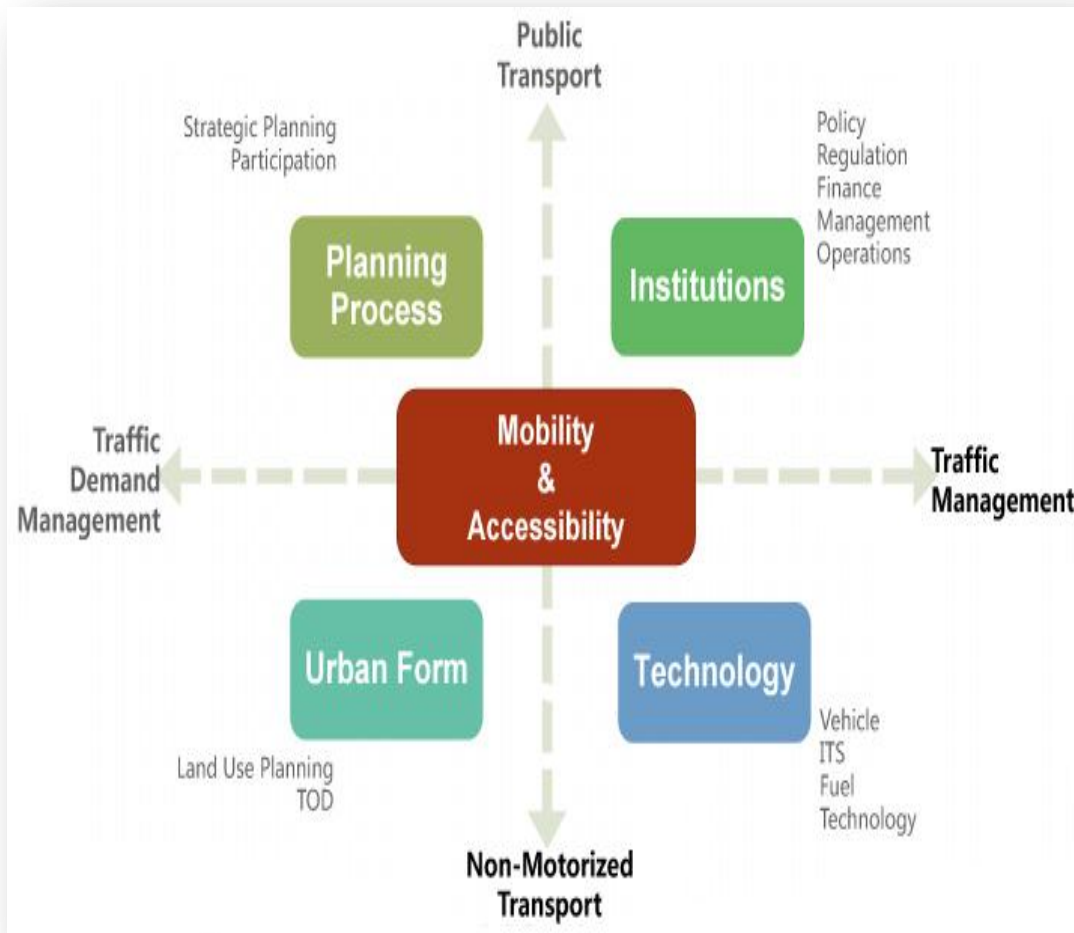 Public
Transport
Strategic Planning
Participation
Policy
Regulation
Finance
Management
Operations
Planning
Process
Institutions
Traffic
Demand
Management
Mobility
&
Accessibility
Traffic
Management
Urban Form
Technology
Land Use Planning
TOD
Vehicle
ITS
Fuel
Technology
Non-Motorized
Transport